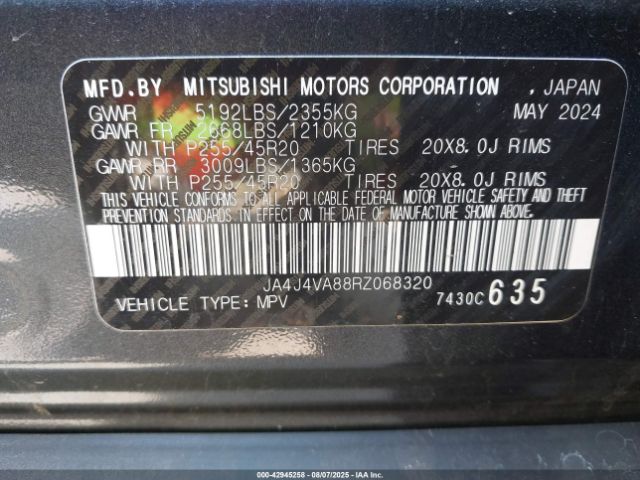 MFD.BY MITSUBISHI MOTORS CORPORATION , JAPAN
GVWR 5192LBS/2355KG MAY 2024
GAWR FR 2668LBS/1210KG
WITH P255/45R20 TIRES 20X8.0J RIMS
GAWR RR 3009LBS/1365KG
WITH P255/45R20 TIRES 20X8.0J RIMS
THIS VEHICLE CONFORMS TO ALL APPLICABLE FEDERAL MOTOR VEHICLE SAFETY AND THEFT
PREVENTION STANDARDS IN EFFECT ON THE DATE OF MANUFACTURE SHOWN ABOVE.
JA4J4VA88RZ068320
VEHICLE TYPE:MPV 7430C 635
000-42945258 - 08/07/2025 - IAA Inc.